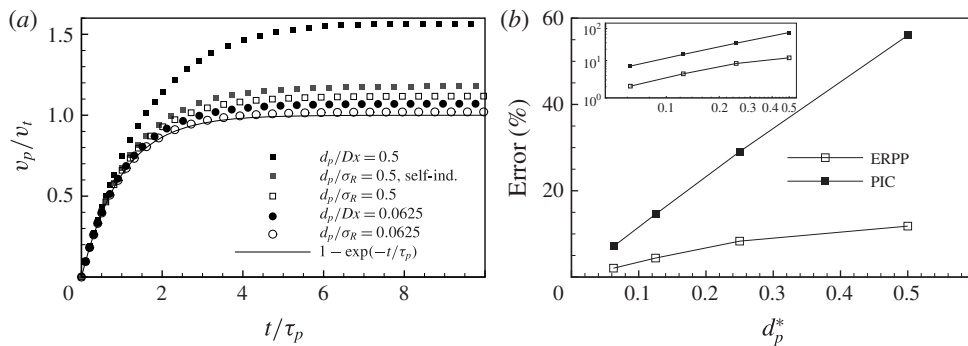 (a)
1.5
1.0
0.5
0
2
4
6
8
v_p/v_t
t/τ_p
d_p/Dx = 0.5
d_p/σ_R = 0.5, self-ind.
d_p/σ_R = 0.5
d_p/Dx = 0.0625
d_p/σ_R = 0.0625
1 − exp(−t/τ_p)
(b)
60
40
20
0
0.1
0.2
0.3
0.4
0.5
Error (%)
d_p^*
10^2
10^1
10^0
0.1
0.2
0.3
0.4
0.5
ERPP
PIC